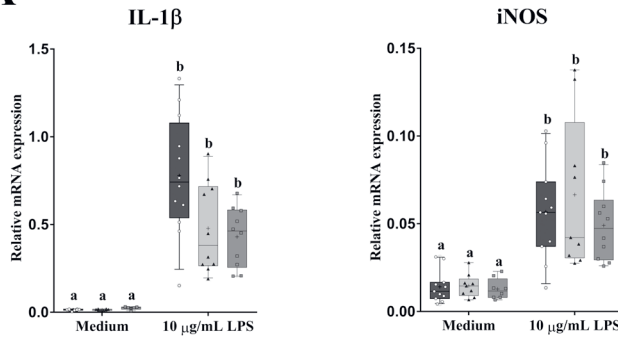 IL-1β
iNOS
Relative mRNA expression
1.5
1.0
0.5
0.0
a
a
a
b
b
b
Medium
10 μg/mL LPS
Relative mRNA expression
0.15
0.10
0.05
0.00
a
a
a
b
b
b
Medium
10 μg/mL LPS